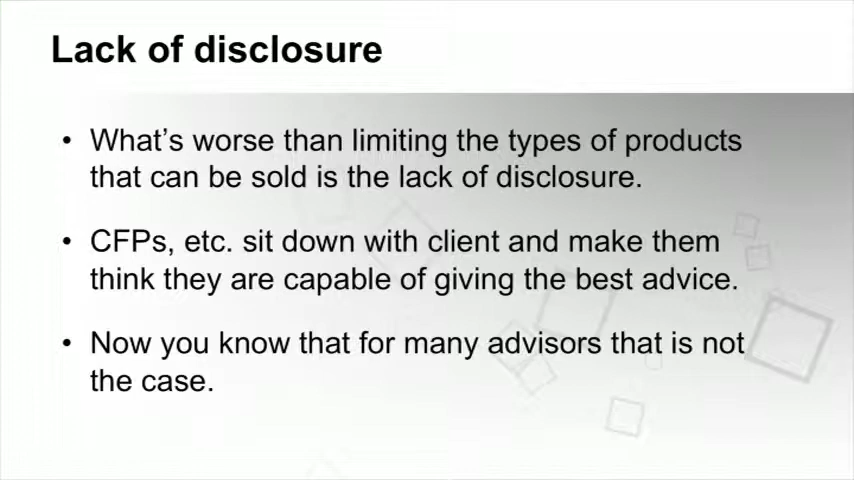 Lack of disclosure
• What’s worse than limiting the types of products
that can be sold is the lack of disclosure.
• CFPs, etc. sit down with client and make them
think they are capable of giving the best advice.
• Now you know that for many advisors that is not
the case.